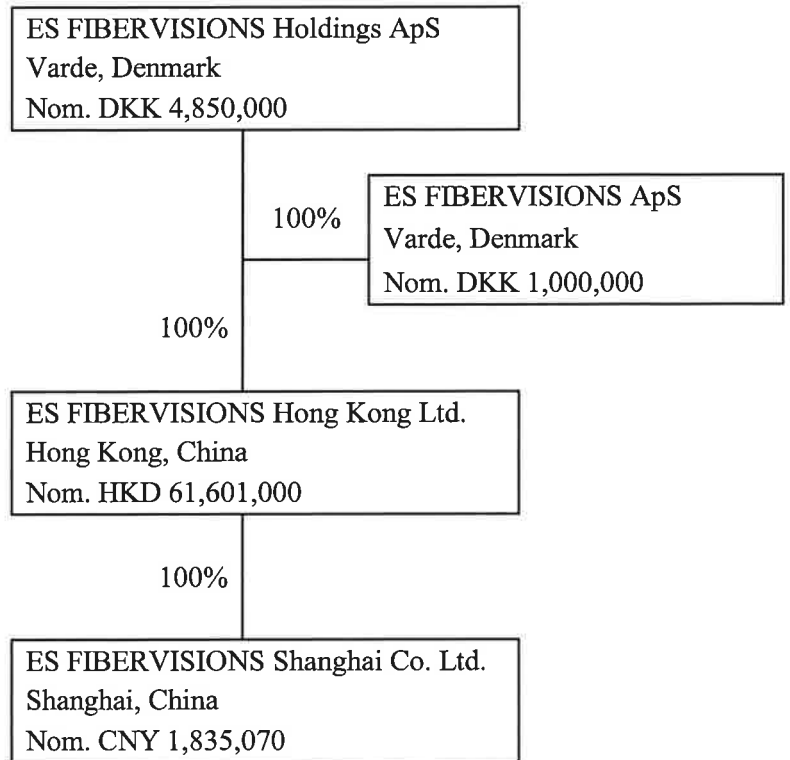 ES FIBERVISIONS Holdings ApS
Varde, Denmark
Nom. DKK 4,850,000
100%
ES FIBERVISIONS ApS
Varde, Denmark
Nom. DKK 1,000,000
100%
ES FIBERVISIONS Hong Kong Ltd.
Hong Kong, China
Nom. HKD 61,601,000
100%
ES FIBERVISIONS Shanghai Co. Ltd.
Shanghai, China
Nom. CNY 1,835,070